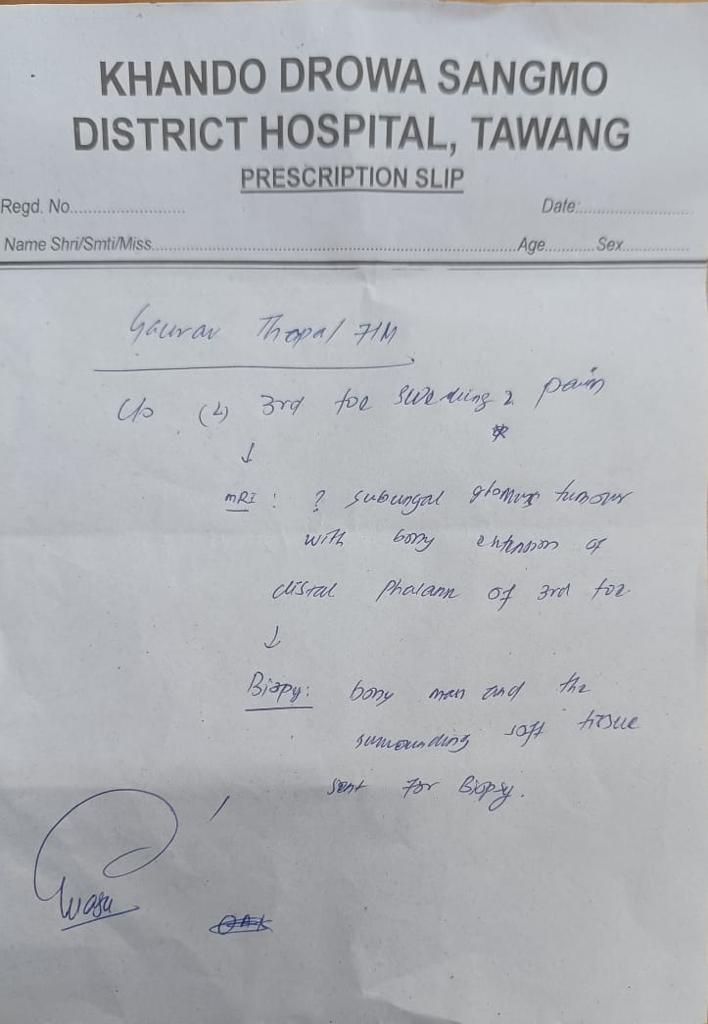 KHANDO DROWA SANGMO
DISTRICT HOSPITAL, TAWANG
PRESCRIPTION SLIP
Regd. No........................ Date:........................
Name Shri/Smti/Miss........................Age..........Sex..............
Gaurav Thapa/ 71M
C/o (L) 3rd toe swelling & pain
↓
MRI : ? subungal glomus tumour
with bony extension of
distal phalanx of 3rd toe
↓
Biopy: bony mass and the
surrounding soft tissue
sent for Biopsy.